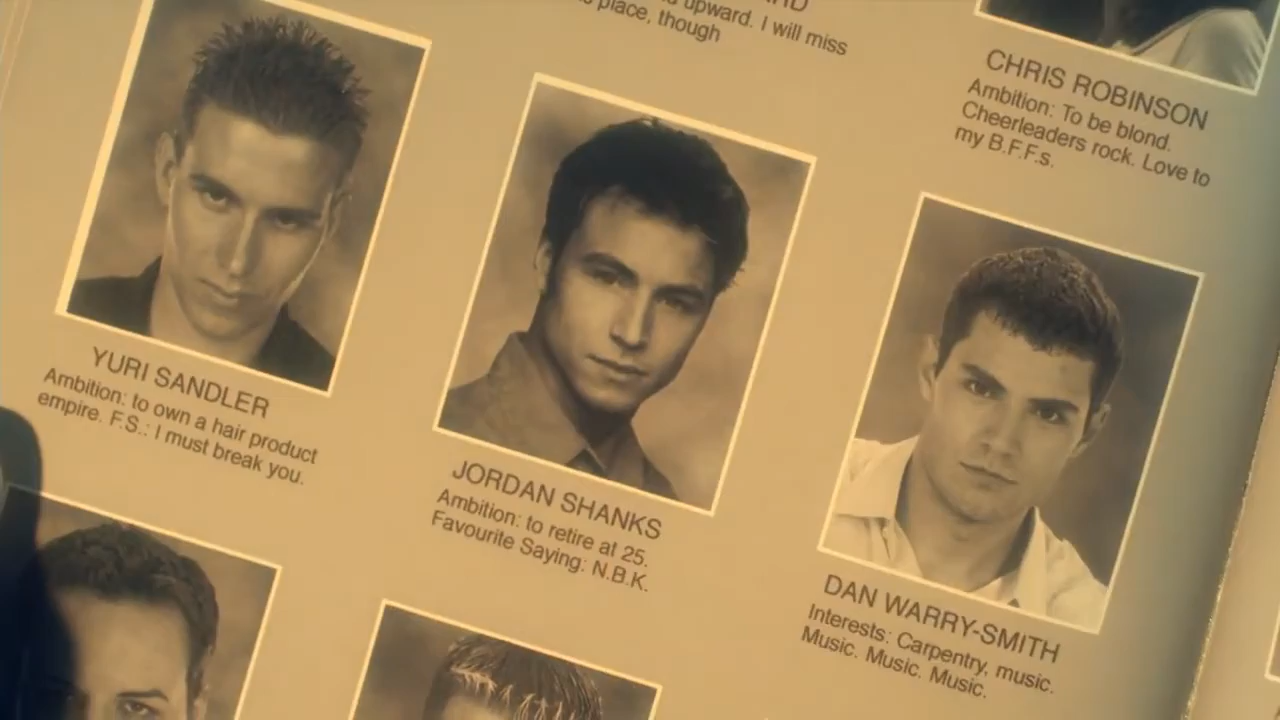 upward. I will miss
place, though
CHRIS ROBINSON
Ambition: To be blond.
Cheerleaders rock. Love to
my B.F.F.s.
YURI SANDLER
Ambition: to own a hair product
empire. F.S.: I must break you.
JORDAN SHANKS
Ambition: to retire at 25.
Favourite Saying: N.B.K.
DAN WARRY-SMITH
Interests: Carpentry, music.
Music. Music. Music.